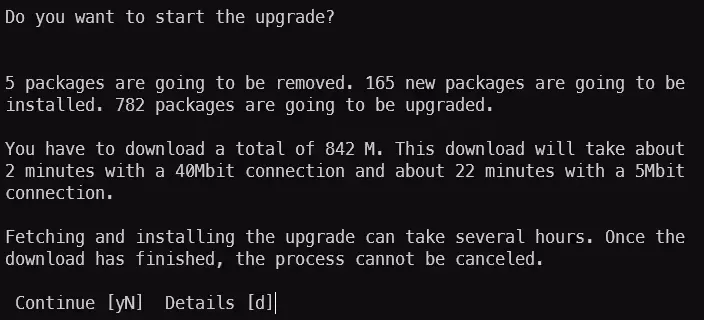 Do you want to start the upgrade?
5 packages are going to be removed. 165 new packages are going to be
installed. 782 packages are going to be upgraded.
You have to download a total of 842 M. This download will take about
2 minutes with a 40Mbit connection and about 22 minutes with a 5Mbit
connection.
Fetching and installing the upgrade can take several hours. Once the
download has finished, the process cannot be canceled.
Continue [yN]  Details [d]